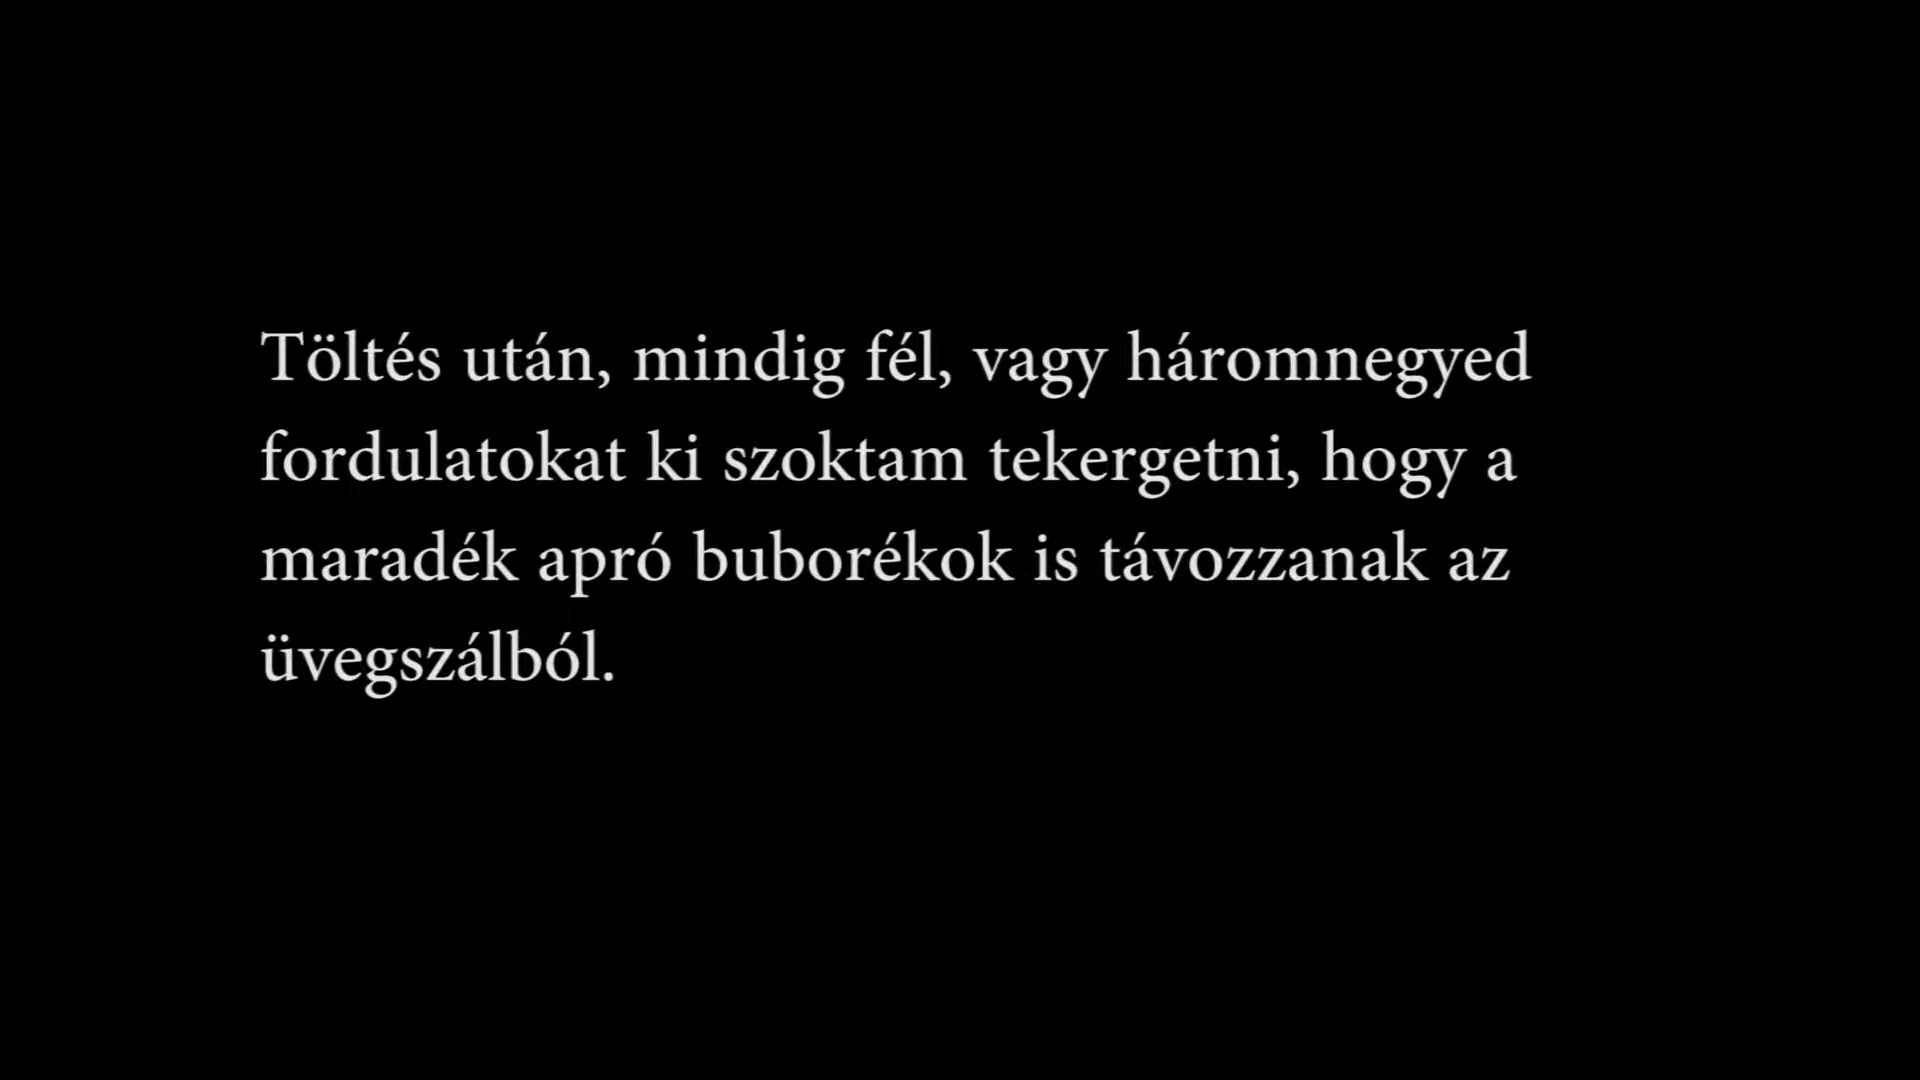 Töltés után, mindig fél, vagy háromnegyed
fordulatokat ki szoktam tekergetni, hogy a
maradék apró buborékok is távozzanak az
üvegszálból.